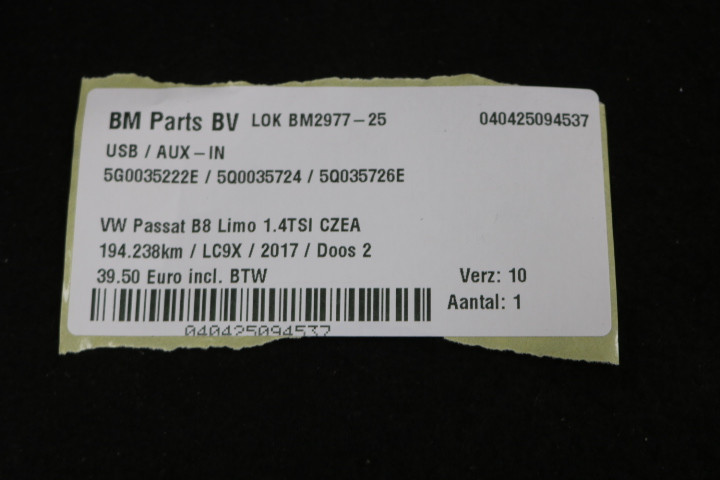 BM Parts BV LOK BM2977-25 040425094537
USB / AUX-IN
5G0035222E / 5Q0035724 / 5Q035726E
VW Passat B8 Limo 1.4TSI CZEA
194.238km / LC9X / 2017 / Doos 2
39.50 Euro incl. BTW Verz: 10
Aantal: 1
040425094537